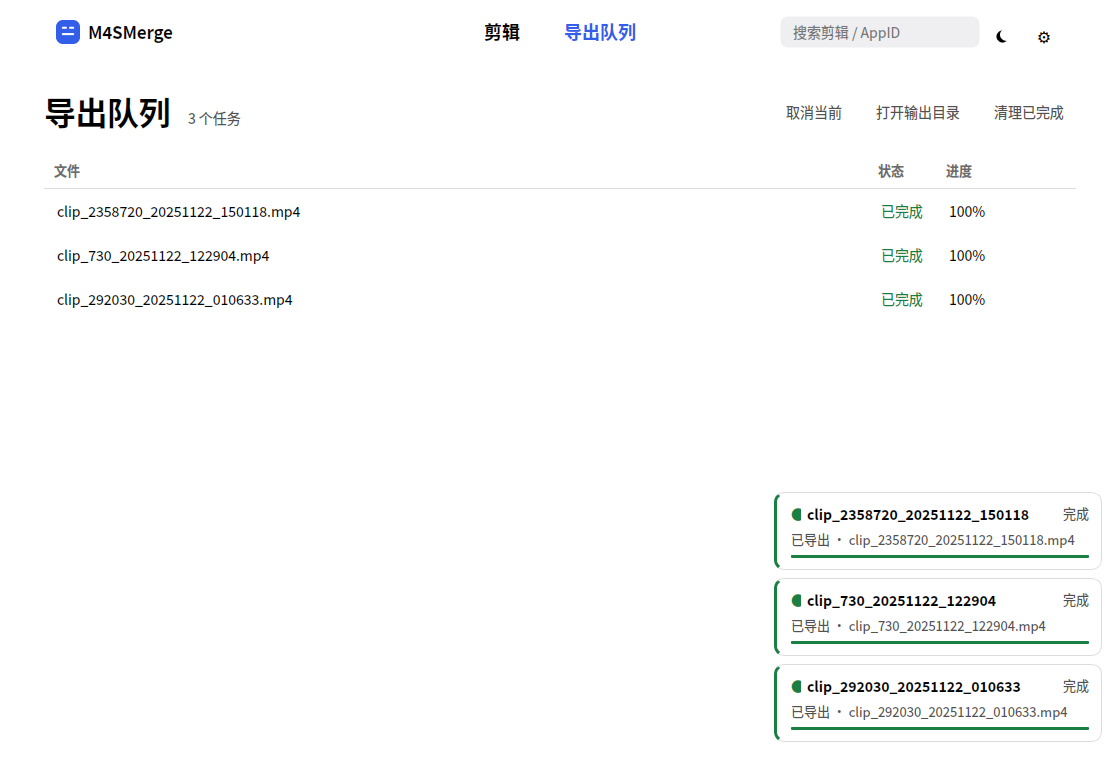 M4SMerge 剪辑 导出队列 搜索剪辑 / AppID
导出队列 3 个任务 取消当前 打开输出目录 清理已完成
文件 状态 进度
clip_2358720_20251122_150118.mp4 已完成 100%
clip_730_20251122_122904.mp4 已完成 100%
clip_292030_20251122_010633.mp4 已完成 100%
clip_2358720_20251122_150118 完成
已导出 · clip_2358720_20251122_150118.mp4
clip_730_20251122_122904 完成
已导出 · clip_730_20251122_122904.mp4
clip_292030_20251122_010633 完成
已导出 · clip_292030_20251122_010633.mp4